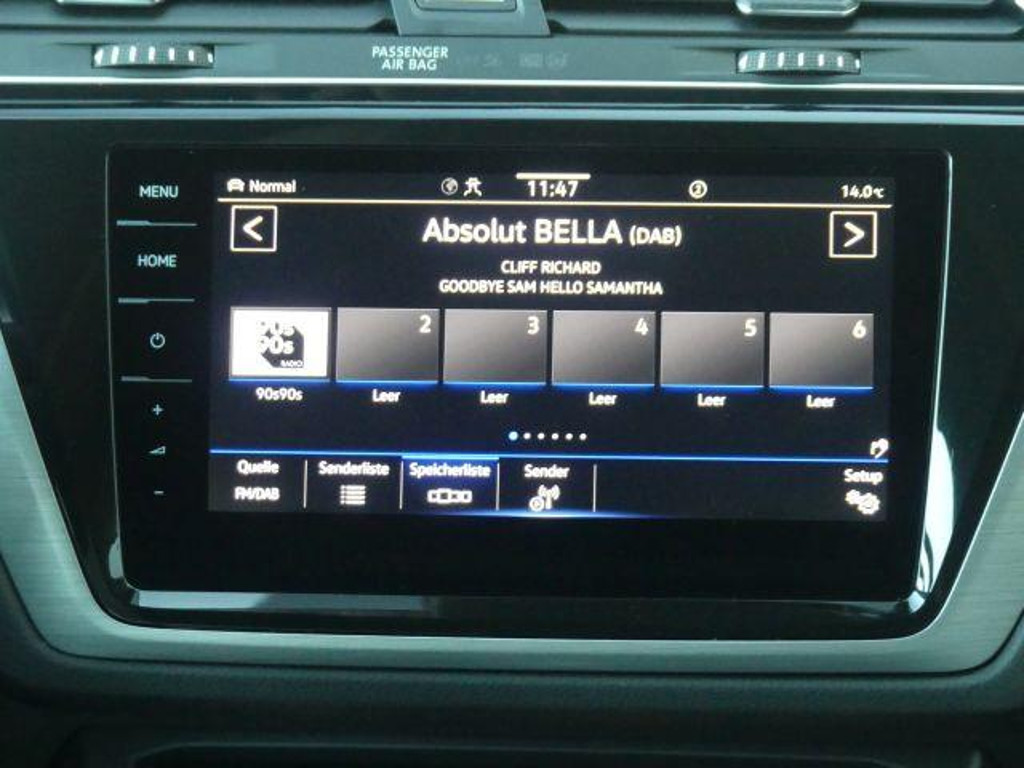 PASSENGER
AIR BAG
MENU
HOME
+
-
Normal
11:47
2
14.0°C
<
Absolut BELLA (DAB)
>
CLIFF RICHARD
GOODBYE SAM HELLO SAMANTHA
90s
90s
RADIO
2
3
4
5
6
90s90s
Leer
Leer
Leer
Leer
Leer
Quelle
FM/DAB
Senderliste
Speicherliste
Sender
Setup